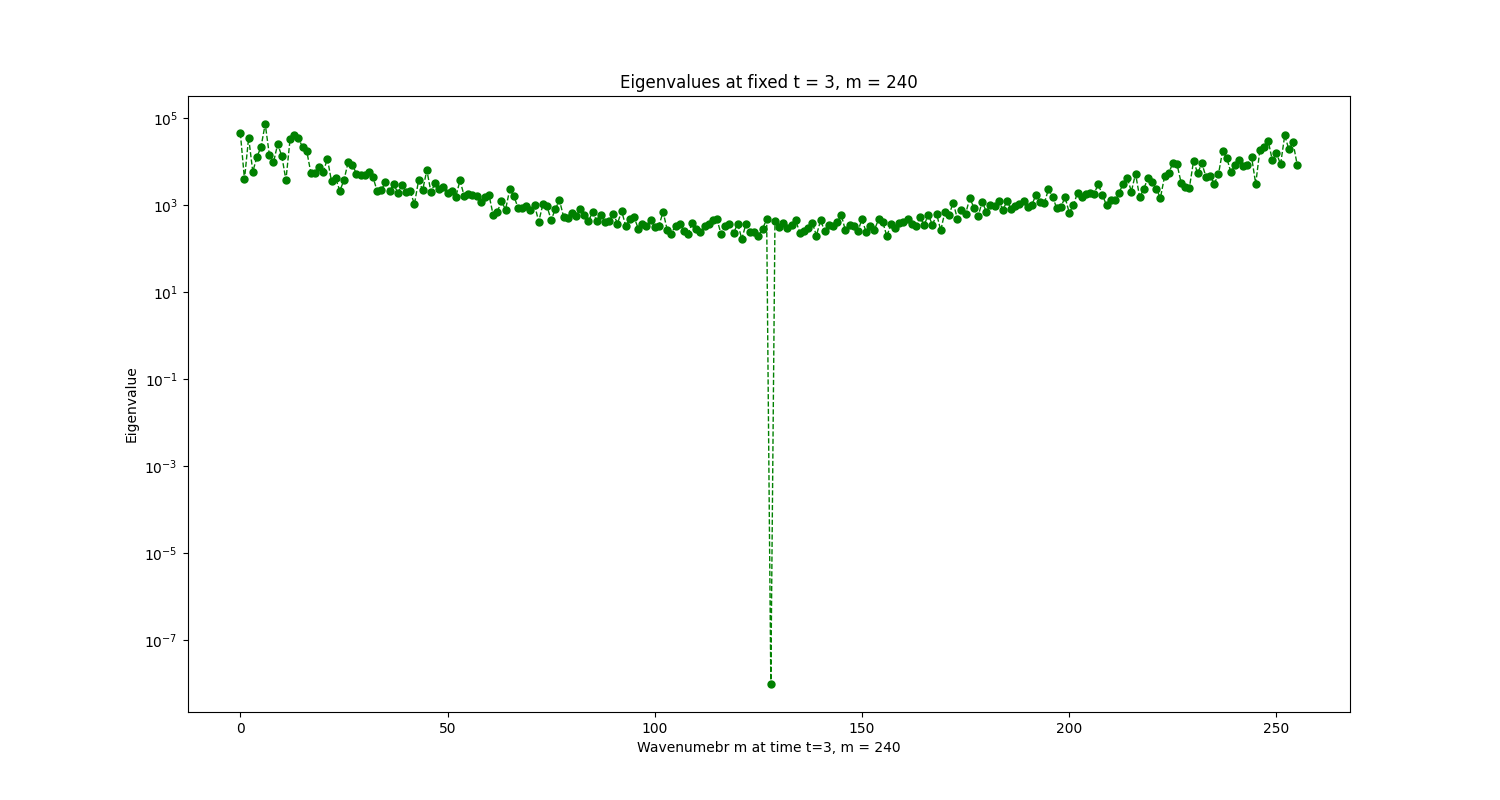 Eigenvalues at fixed t = 3, m = 240
10^5
10^3
10^1
10^−1
10^−3
10^−5
10^−7
Eigenvalue
0 50 100 150 200 250
Wavenumebr m at time t=3, m = 240